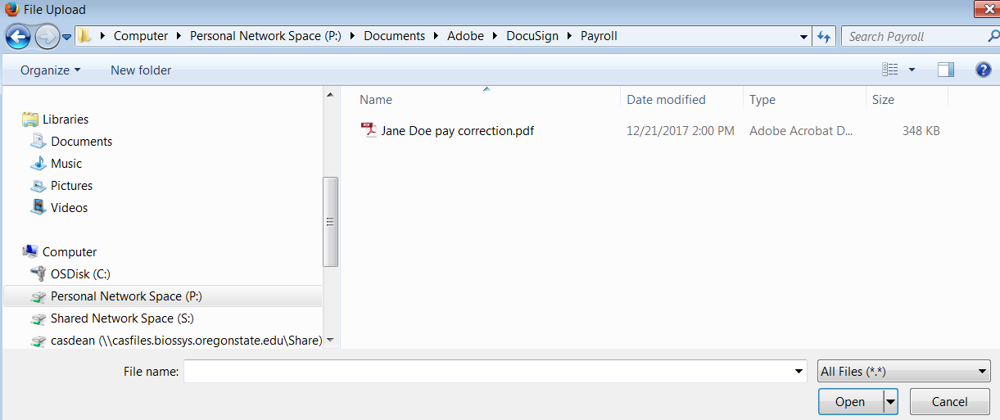 File Upload
Computer Personal Network Space (P:) Documents Adobe DocuSign Payroll
Search Payroll
Organize New folder
Name Date modified Type Size
Jane Doe pay correction.pdf 12/21/2017 2:00 PM Adobe Acrobat D... 348 KB
Libraries
Documents
Music
Pictures
Videos
Computer
OSDisk (C:)
Personal Network Space (P:)
Shared Network Space (S:)
casdean (\\casfiles.biossys.oregonstate.edu\Share)
File name: All Files (*.*)
Open Cancel